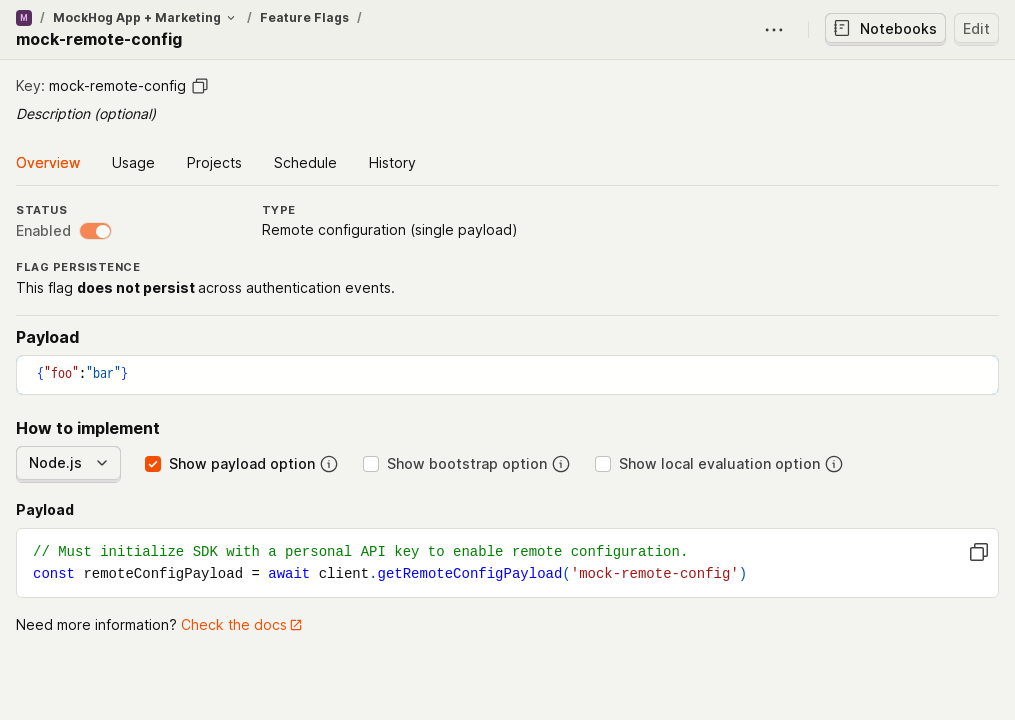 M / MockHog App + Marketing / Feature Flags /
mock-remote-config
Notebooks
Edit
Key: mock-remote-config
Description (optional)
Overview Usage Projects Schedule History
STATUS
Enabled
TYPE
Remote configuration (single payload)
FLAG PERSISTENCE
This flag does not persist across authentication events.
Payload
{"foo":"bar"}
How to implement
Node.js Show payload option Show bootstrap option Show local evaluation option
Payload
// Must initialize SDK with a personal API key to enable remote configuration.
const remoteConfigPayload = await client.getRemoteConfigPayload('mock-remote-config')
Need more information? Check the docs